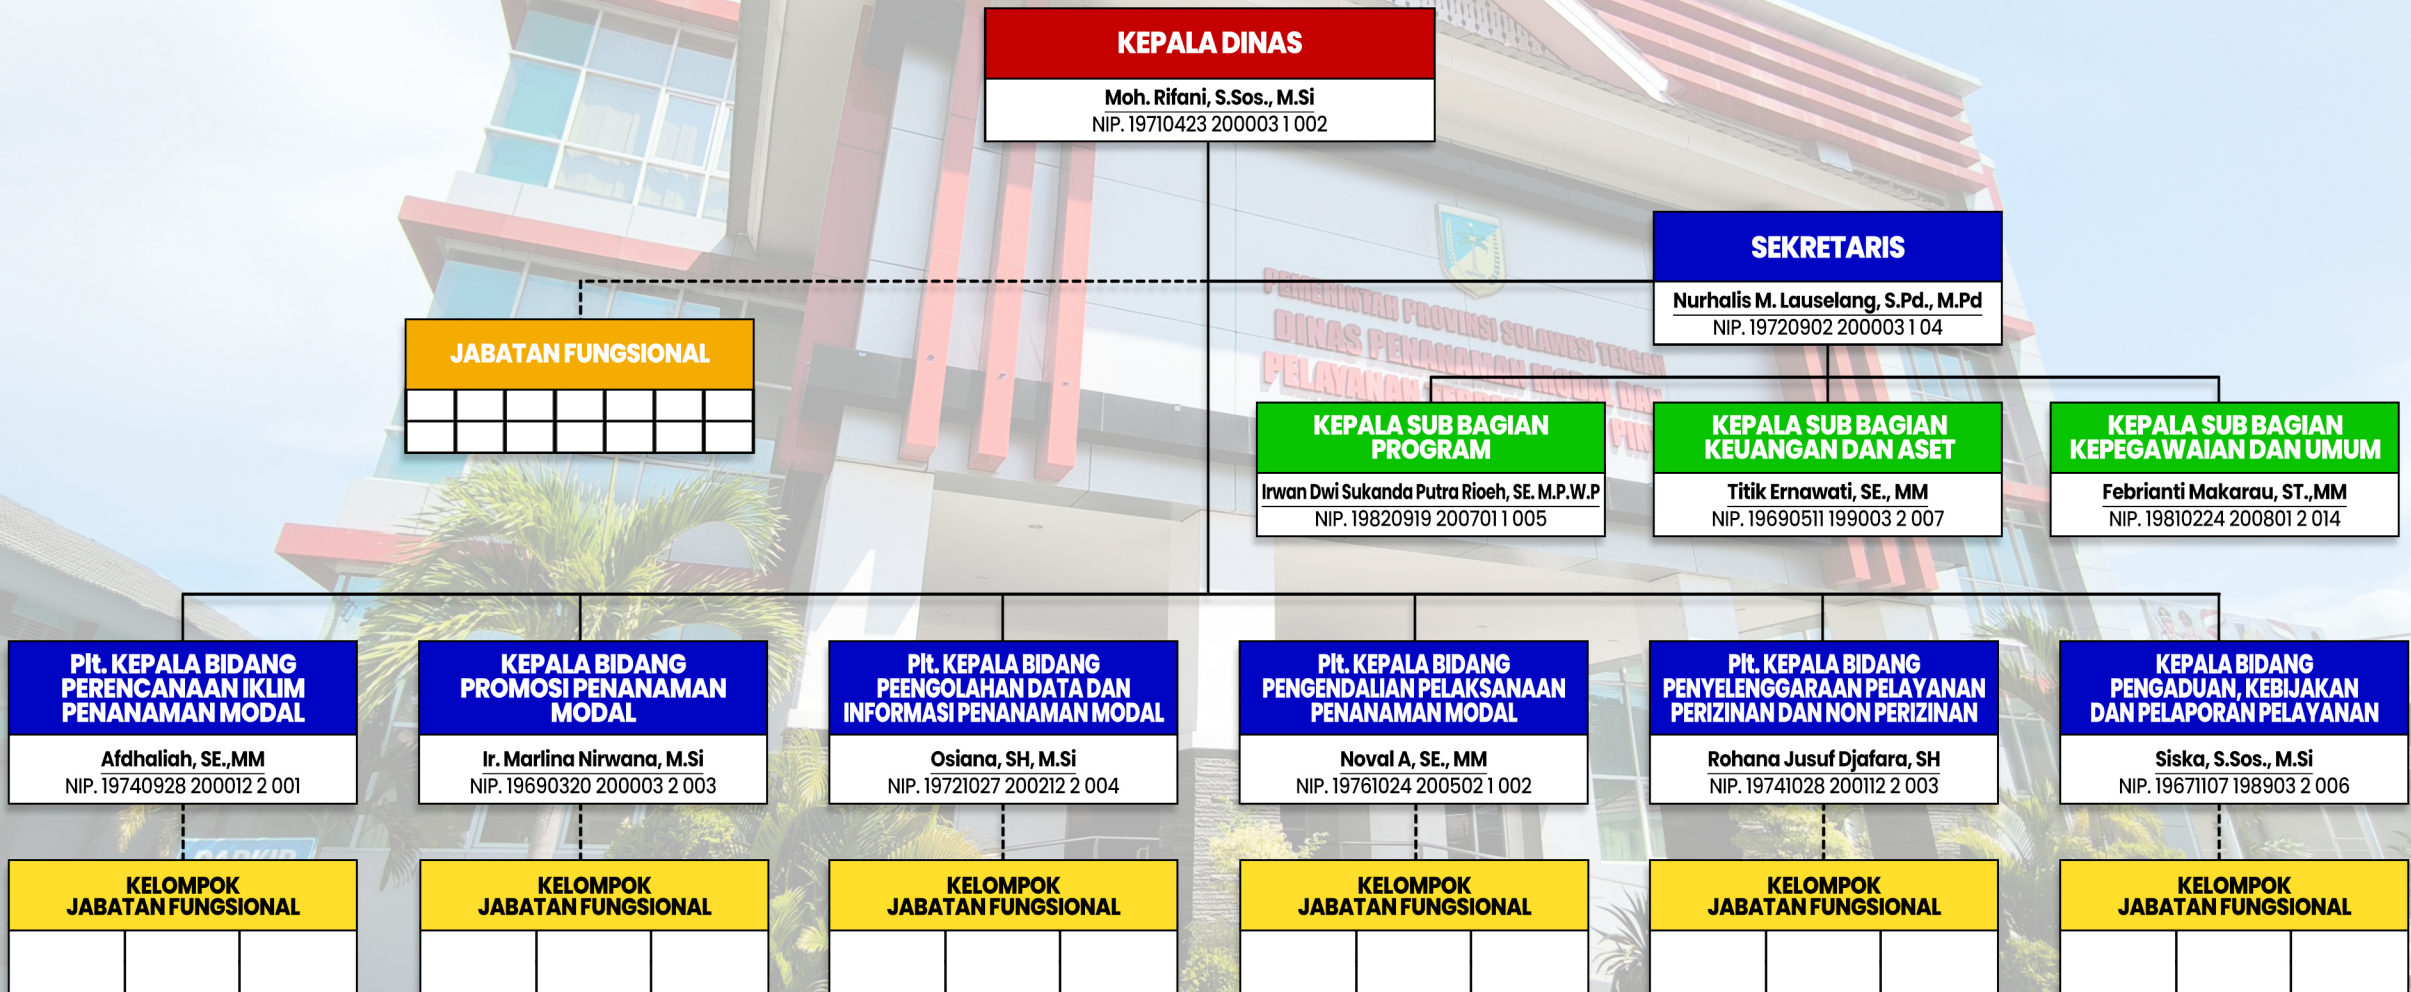 KEPALA DINAS
Moh. Rifani, S.Sos., M.Si
NIP. 19710423 200003 1 002
SEKRETARIS
Nurhalis M. Lauselang, S.Pd., M.Pd
NIP. 19720902 200003 1 04
PEMERINTAH PROVINSI SULAWESI TENGAH
DINAS PENANAMAN MODAL DAN
PELAYANAN
JABATAN FUNGSIONAL
KEPALA SUB BAGIAN
PROGRAM
Irwan Dwi Sukanda Putra Rioeh, SE. M.P.W.P
NIP. 19820919 200701 1 005
KEPALA SUB BAGIAN
KEUANGAN DAN ASET
Titik Ernawati, SE., MM
NIP. 19690511 199003 2 007
KEPALA SUB BAGIAN
KEPEGAWAIAN DAN UMUM
Febrianti Makarau, ST.,MM
NIP. 19810224 200801 2 014
Plt. KEPALA BIDANG
PERENCANAAN IKLIM
PENANAMAN MODAL
Afdhaliah, SE.,MM
NIP. 19740928 200012 2 001
KEPALA BIDANG
PROMOSI PENANAMAN
MODAL
Ir. Marlina Nirwana, M.Si
NIP. 19690320 200003 2 003
Plt. KEPALA BIDANG
PEENGOLAHAN DATA DAN
INFORMASI PENANAMAN MODAL
Osiana, SH, M.Si
NIP. 19721027 200212 2 004
Plt. KEPALA BIDANG
PENGENDALIAN PELAKSANAAN
PENANAMAN MODAL
Noval A, SE., MM
NIP. 19761024 200502 1 002
Plt. KEPALA BIDANG
PENYELENGGARAAN PELAYANAN
PERIZINAN DAN NON PERIZINAN
Rohana Jusuf Djafara, SH
NIP. 19741028 200112 2 003
KEPALA BIDANG
PENGADUAN, KEBIJAKAN
DAN PELAPORAN PELAYANAN
Siska, S.Sos., M.Si
NIP. 19671107 198903 2 006
KELOMPOK
JABATAN FUNGSIONAL
KELOMPOK
JABATAN FUNGSIONAL
KELOMPOK
JABATAN FUNGSIONAL
KELOMPOK
JABATAN FUNGSIONAL
KELOMPOK
JABATAN FUNGSIONAL
KELOMPOK
JABATAN FUNGSIONAL